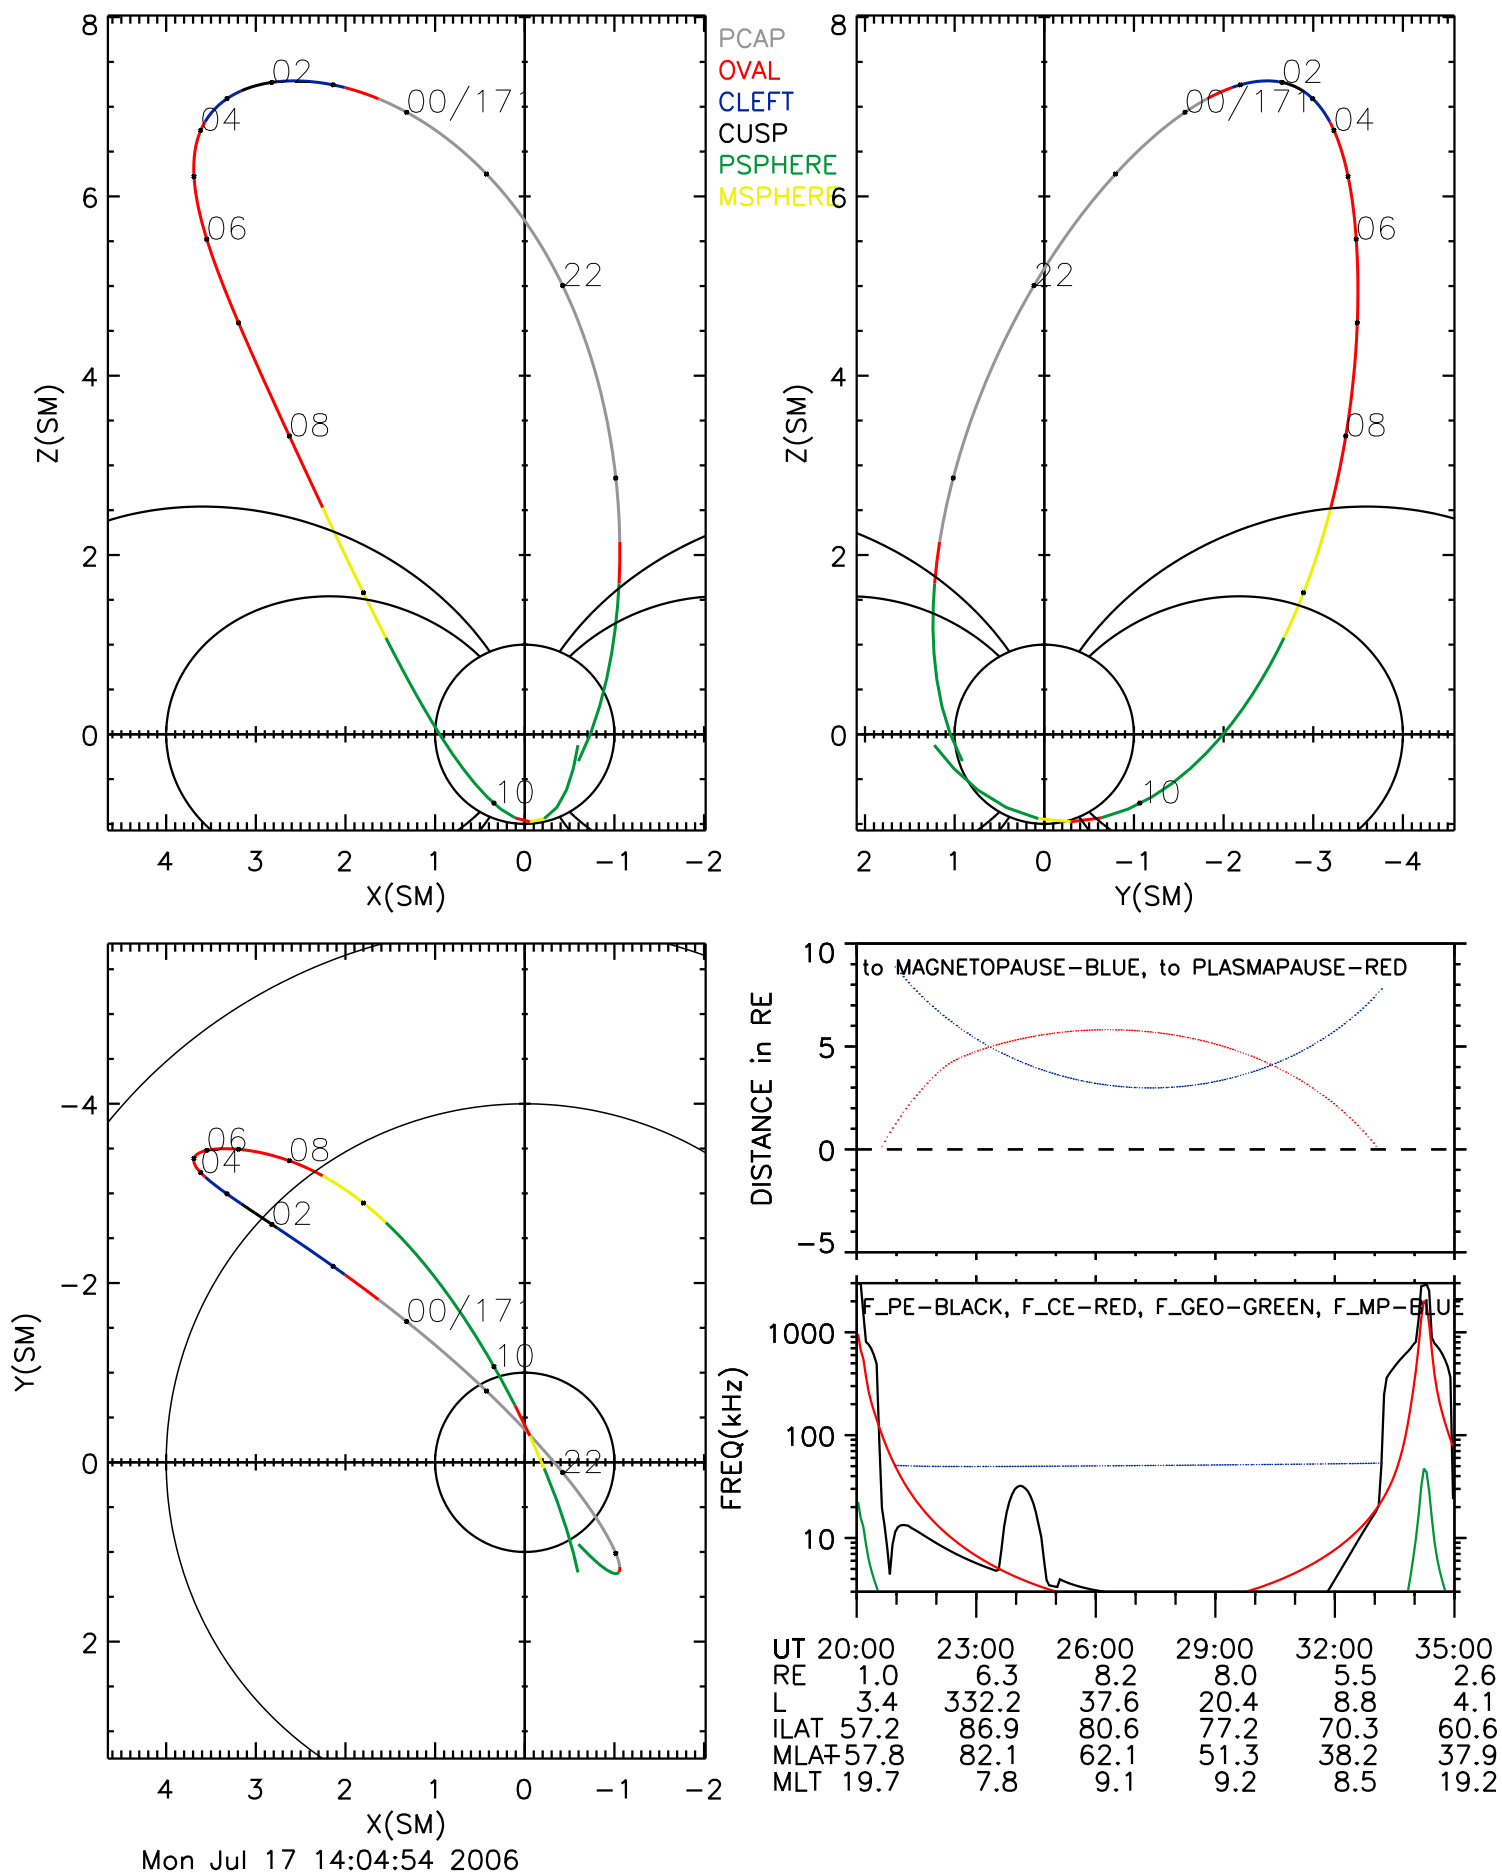 PCAP
OVAL
CLEFT
CUSP
PSPHERE
MSPHERE
8
6
4
2
0
Z(SM)
02
04
00/171
06
22
08
10
4 3 2 1 0 -1 -2
X(SM)
8
6
4
2
0
Z(SM)
02
00/171
04
06
22
08
10
2 1 0 -1 -2 -3 -4
Y(SM)
-4
-2
0
2
Y(SM)
06
08
04
02
00/171
10
22
4 3 2 1 0 -1 -2
X(SM)
10
5
0
-5
DISTANCE in RE
to MAGNETOPAUSE-BLUE, to PLASMAPAUSE-RED
1000
100
10
FREQ(kHz)
F_PE-BLACK, F_CE-RED, F_GEO-GREEN, F_MP-BLUE
UT 20:00 23:00 26:00 29:00 32:00 35:00
RE 1.0 6.3 8.2 8.0 5.5 2.6
L 3.4 332.2 37.6 20.4 8.8 4.1
ILAT 57.2 86.9 80.6 77.2 70.3 60.6
MLAT-57.8 82.1 62.1 51.3 38.2 37.9
MLT 19.7 7.8 9.1 9.2 8.5 19.2
Mon Jul 17 14:04:54 2006